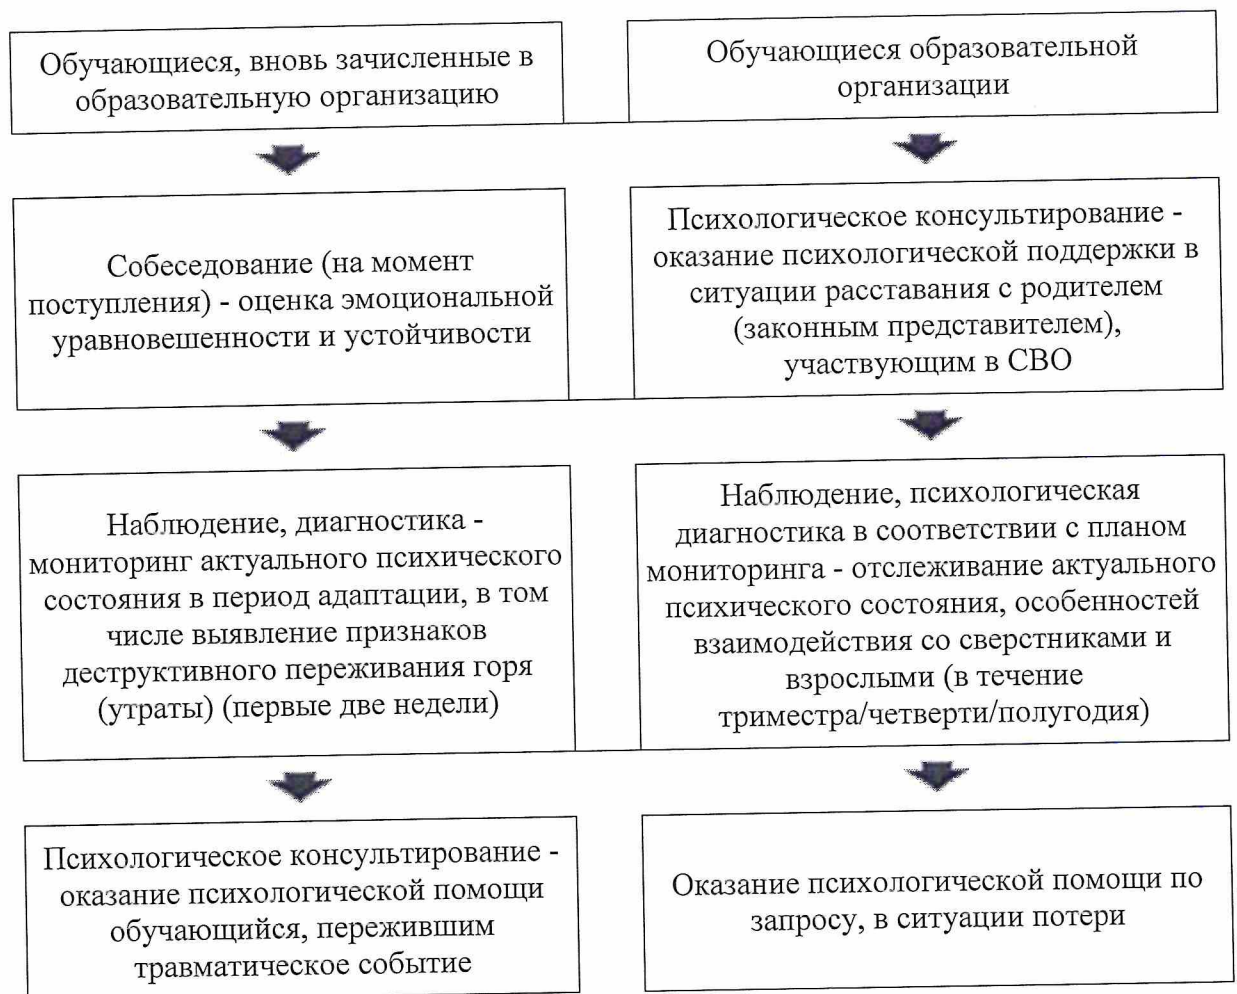 Обучающиеся, вновь зачисленные в
образовательную организацию
Обучающиеся образовательной
организации
Собеседование (на момент
поступления) - оценка эмоциональной
уравновешенности и устойчивости
Психологическое консультирование -
оказание психологической поддержки в
ситуации расставания с родителем
(законным представителем),
участвующим в СВО
Наблюдение, диагностика -
мониторинг актуального психического
состояния в период адаптации, в том
числе выявление признаков
деструктивного переживания горя
(утраты) (первые две недели)
Наблюдение, психологическая
диагностика в соответствии с планом
мониторинга - отслеживание актуального
психического состояния, особенностей
взаимодействия со сверстниками и
взрослыми (в течение
триместра/четверти/полугодия)
Психологическое консультирование -
оказание психологической помощи
обучающийся, пережившим
травматическое событие
Оказание психологической помощи по
запросу, в ситуации потери